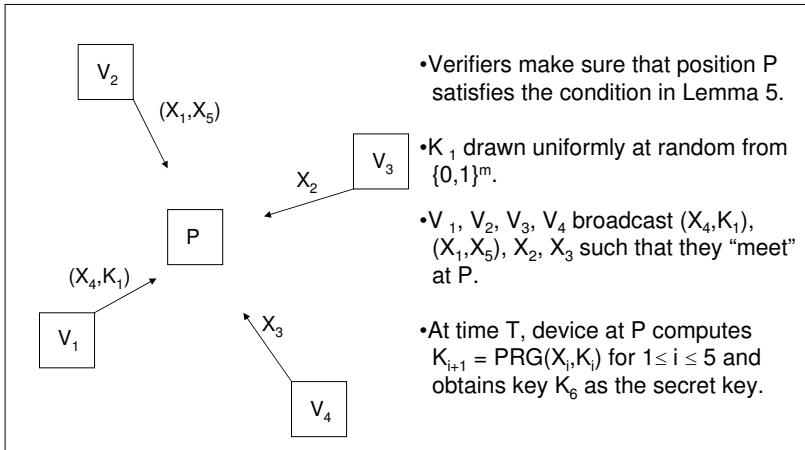 V₂
(X₁,X₅)
V₃
X₂
P
(X₄,K₁)
V₁
X₃
V₄
•Verifiers make sure that position P
satisfies the condition in Lemma 5.
•K ₁ drawn uniformly at random from
{0,1}ᵐ.
•V ₁, V₂, V₃, V₄ broadcast (X₄,K₁),
(X₁,X₅), X₂, X₃ such that they “meet”
at P.
•At time T, device at P computes
Kᵢ₊₁ = PRG(Xᵢ,Kᵢ) for 1≤ i ≤ 5 and
obtains key K₆ as the secret key.